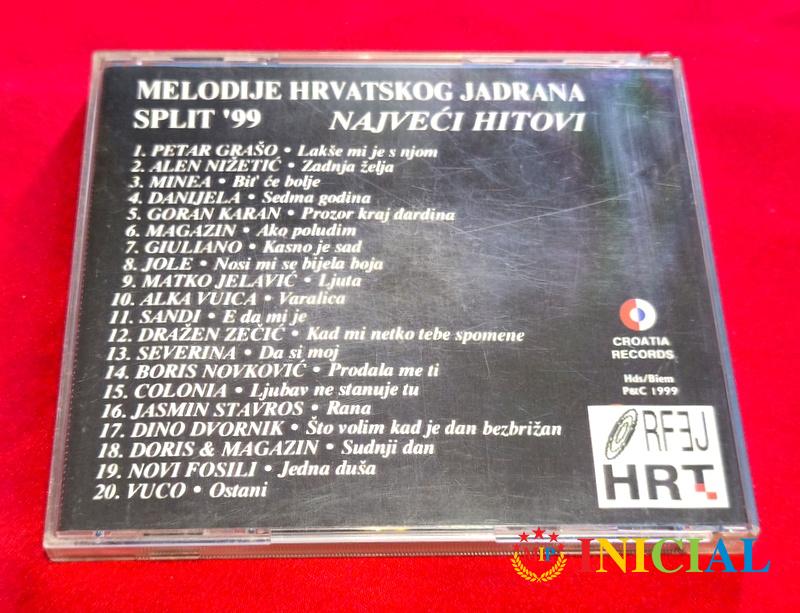 MELODIJE HRVATSKOG JADRANA
SPLIT '99 NAJVEĆI HITOVI
1. PETAR GRAŠO • Lakše mi je s njom
2. ALEN NIŽETIĆ • Zadnja želja
3. MINEA • Bit' će bolje
4. DANIJELA • Sedma godina
5. GORAN KARAN • Prozor kraj đardina
6. MAGAZIN • Ako poludim
7. GIULIANO • Kasno je sad
8. JOLE • Nosi mi se bijela boja
9. MATKO JELAVIĆ • Ljuta
10. ALKA VUICA • Varalica
11. SANDI • E da mi je
12. DRAŽEN ZEČIĆ • Kad mi netko tebe spomene
13. SEVERINA • Da si moj
14. BORIS NOVKOVIĆ • Prodala me ti
15. COLONIA • Ljubav ne stanuje tu
16. JASMIN STAVROS • Rana
17. DINO DVORNIK • Što volim kad je dan bezbrižan
18. DORIS & MAGAZIN • Sudnji dan
19. NOVI FOSILI • Jedna duša
20. VUCO • Ostani
CROATIA
RECORDS
Hds/Biem
P&C 1999
ORFEJ
HRT
VIP INICIAL